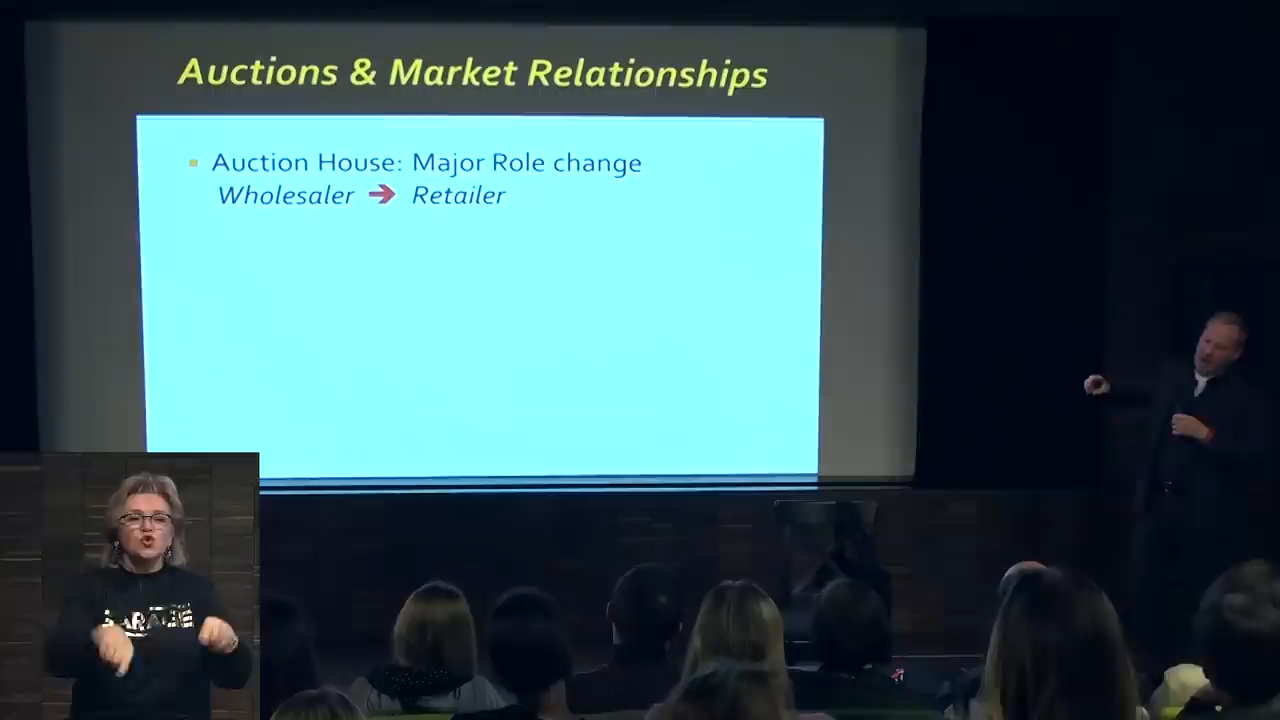 Auctions & Market Relationships
Auction House: Major Role change
Wholesaler → Retailer